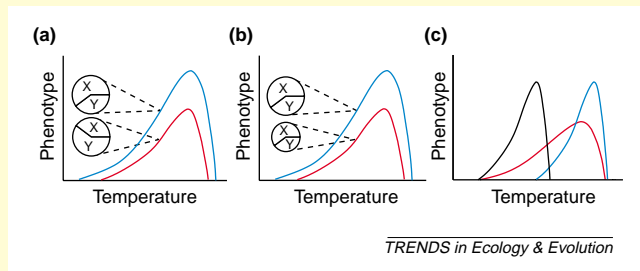 (a)
Phenotype
X
Y
X
Y
Temperature
(b)
Phenotype
X
Y
X
Y
Temperature
(c)
Phenotype
Temperature
TRENDS in Ecology & Evolution